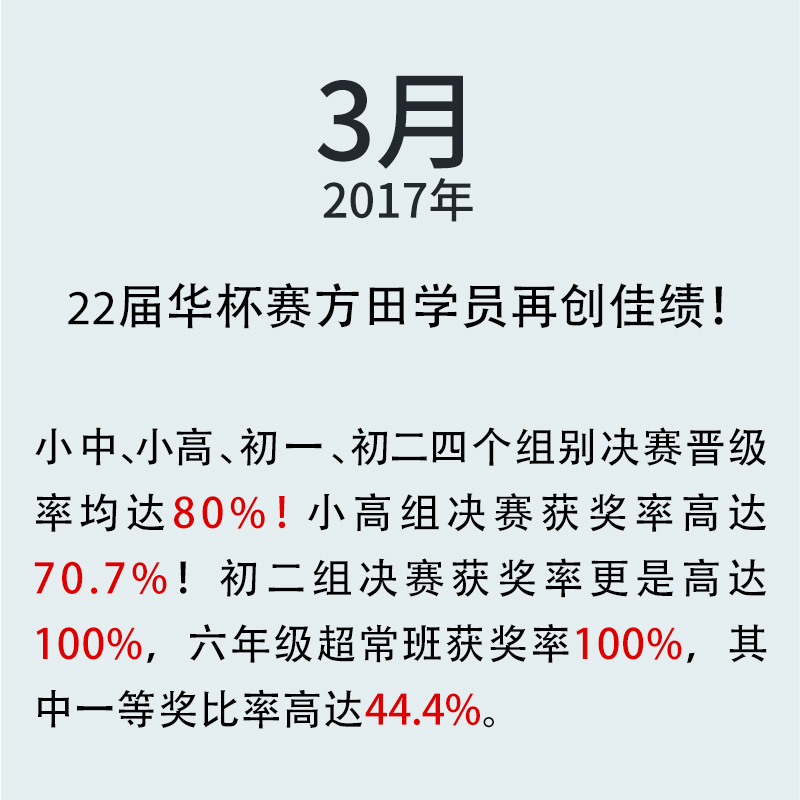 3月
2017年
22届华杯赛方田学员再创佳绩！
小中、小高、初一、初二四个组别决赛晋级
率均达80%！小高组决赛获奖率高达
70.7%！初二组决赛获奖率更是高达
100%，六年级超常班获奖率100%，其
中一等奖比率高达44.4%。